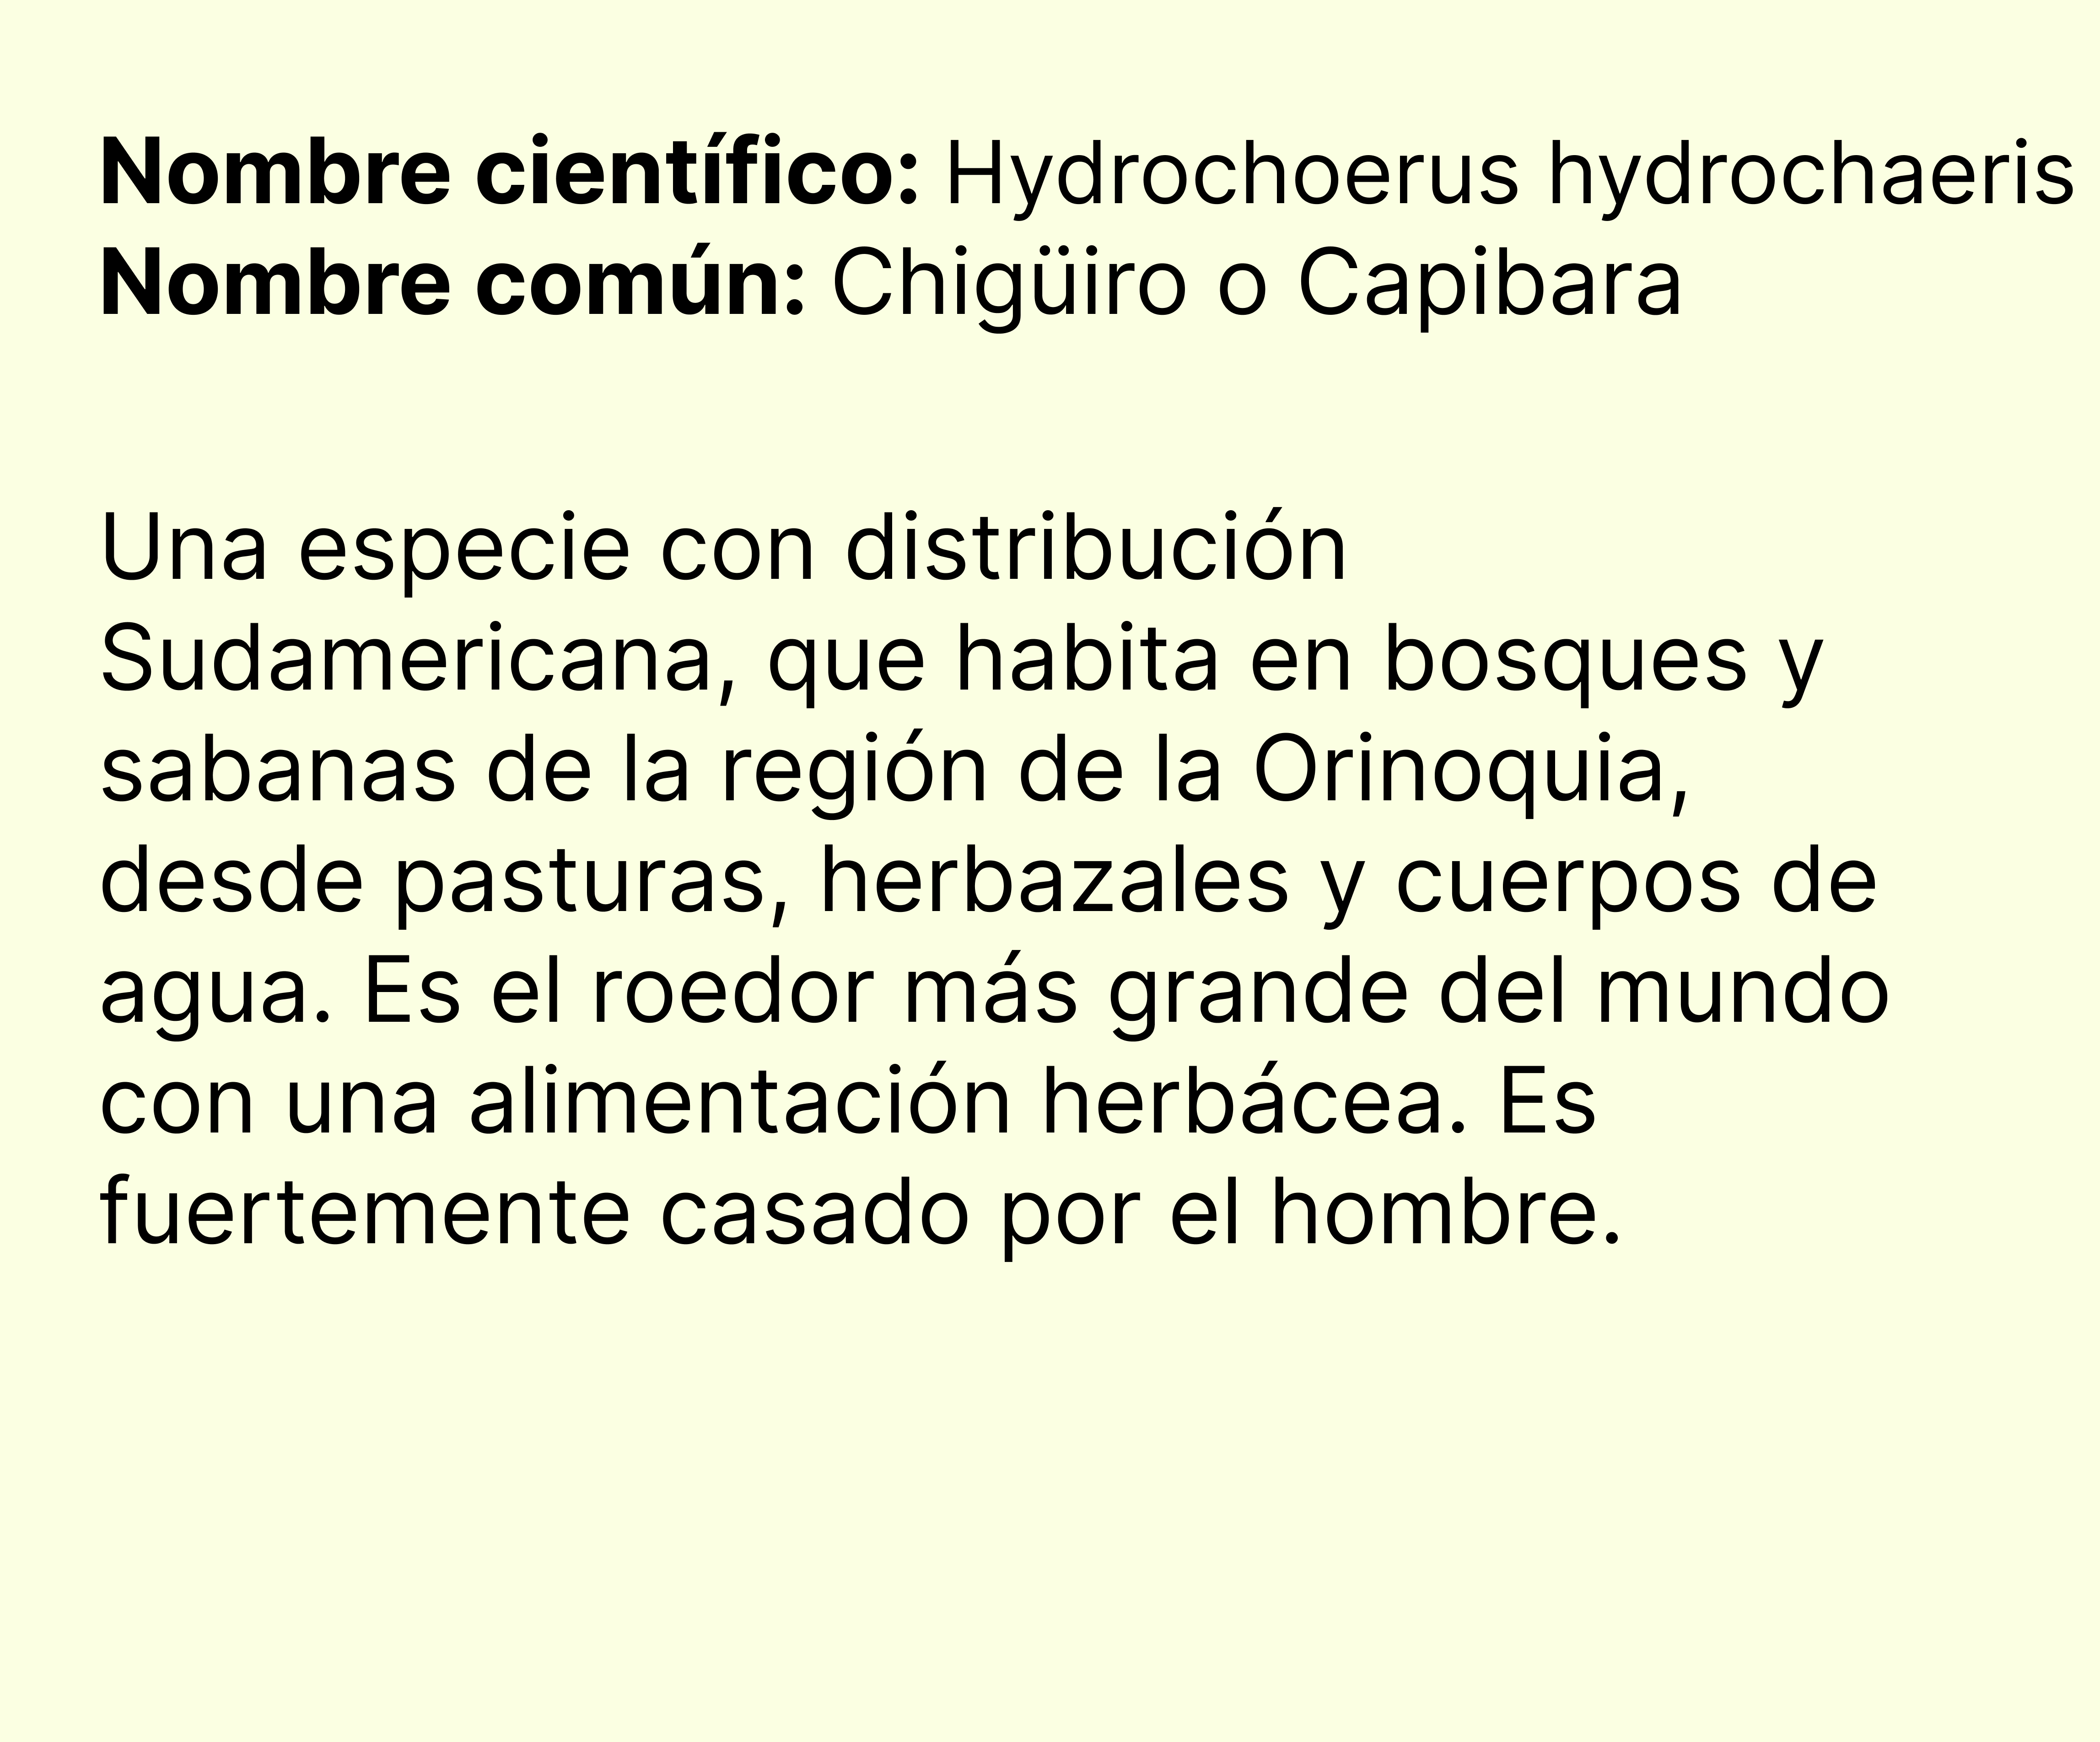 Nombre científico: Hydrochoerus hydrochaeris
Nombre común: Chigüiro o Capibara
Una especie con distribución
Sudamericana, que habita en bosques y
sabanas de la región de la Orinoquia,
desde pasturas, herbazales y cuerpos de
agua. Es el roedor más grande del mundo
con una alimentación herbácea. Es
fuertemente casado por el hombre.